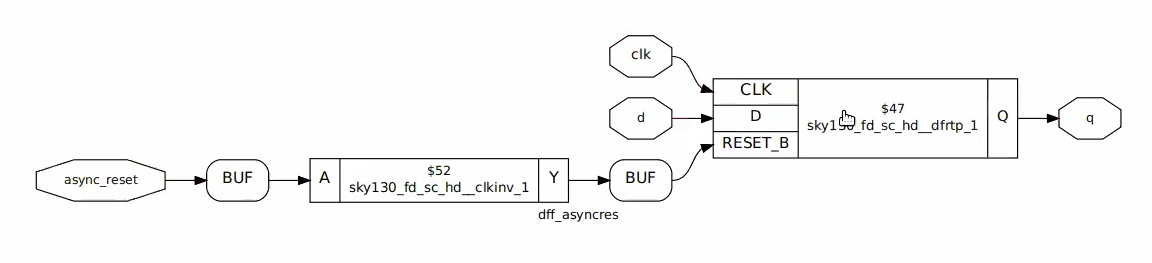 clk
CLK
$47
d
D
sky130_fd_sc_hd__dfrtp_1
Q
q
RESET_B
async_reset
BUF
A
$52
sky130_fd_sc_hd__clkinv_1
Y
BUF
dff_asyncres